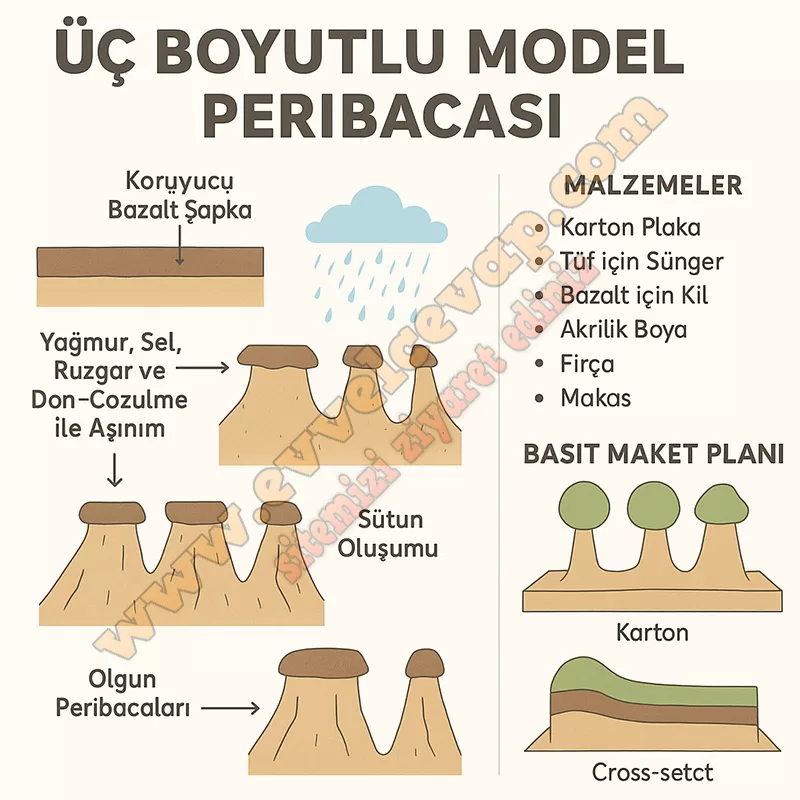 ÜÇ BOYUTLU MODEL
PERIBACASI
Koruyucu
Bazalt Şapka
Yağmur, Sel,
Ruzgar ve
Don-Cozulme
ile Aşınım
Sütun
Oluşumu
Olgun
Peribacaları
MALZEMELER
• Karton Plaka
• Tüf için Sünger
• Bazalt için Kil
• Akrilik Boya
• Firça
• Makas
BASIT MAKET PLANI
Karton
Cross-setct
www.evvelcevap.com
sitemizi ziyaret ediniz